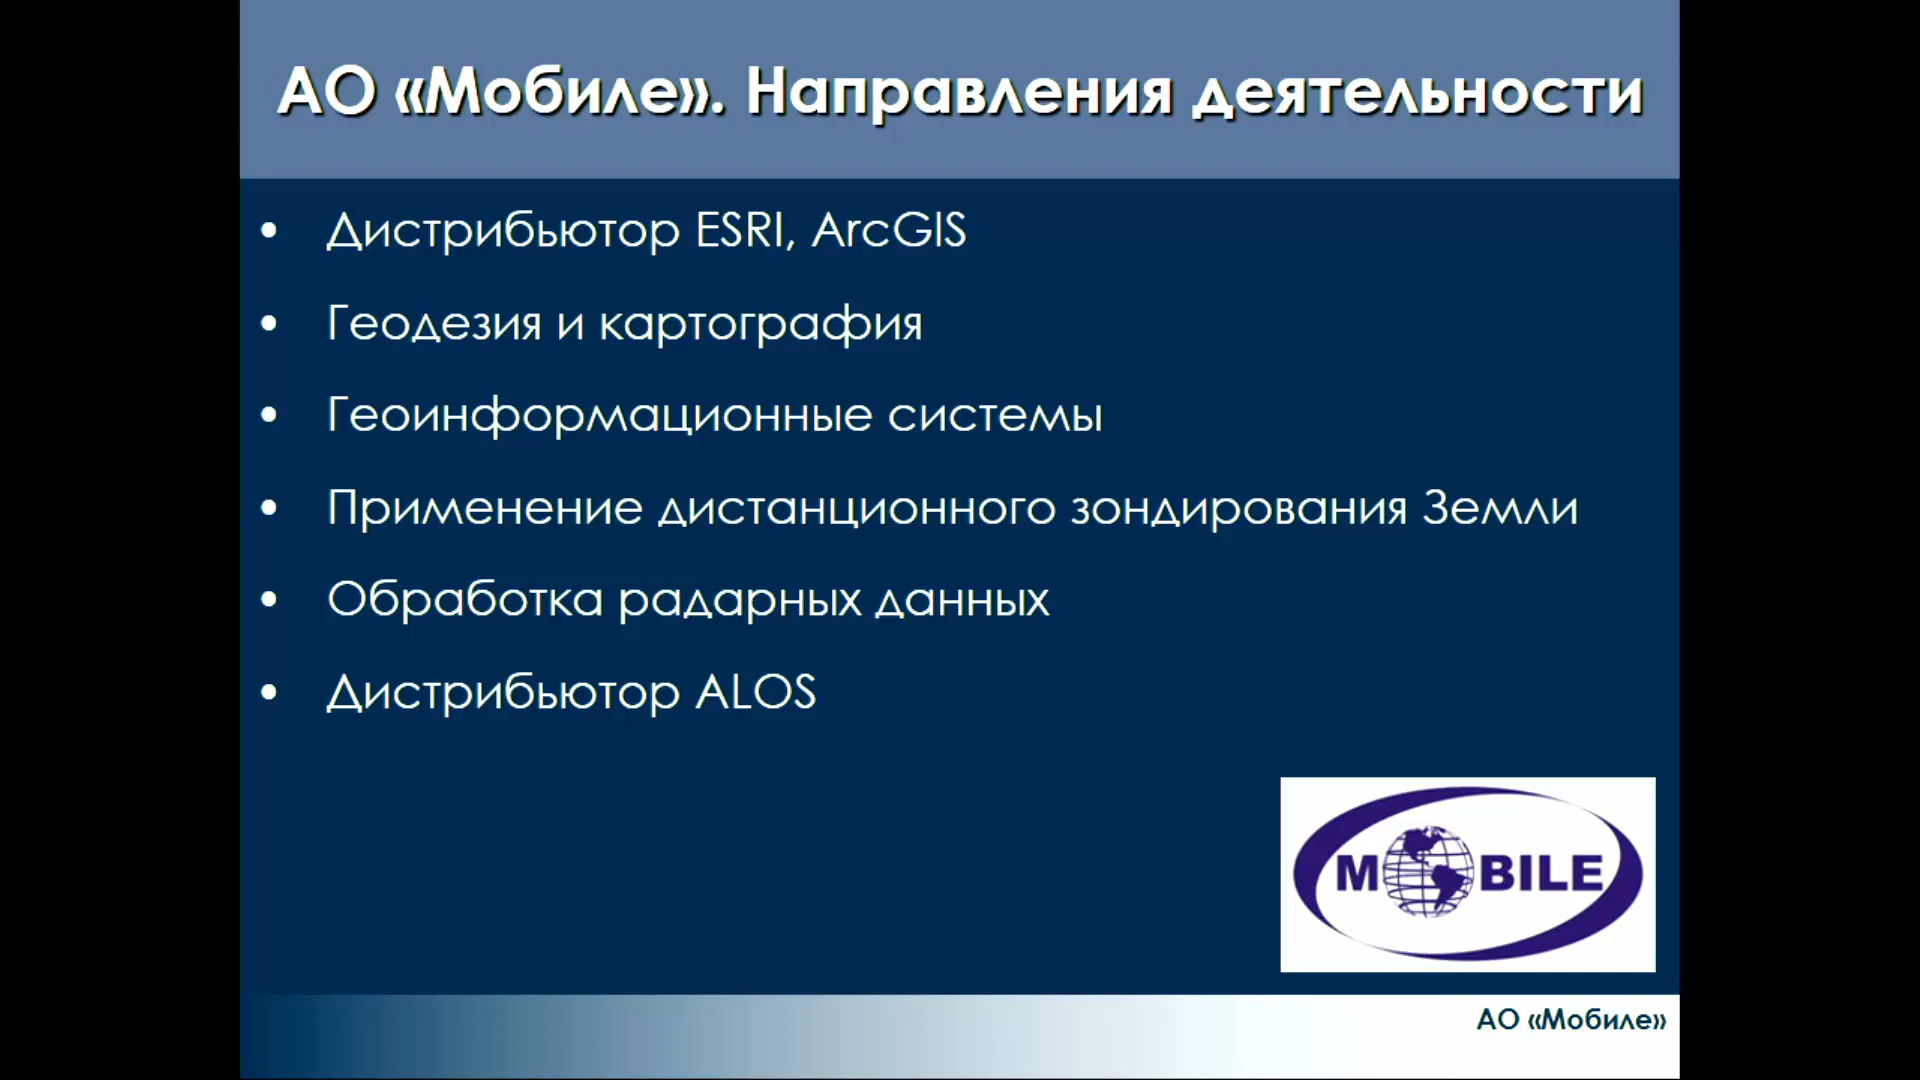 АО «Мобиле». Направления деятельности
• Дистрибьютор ESRI, ArcGIS
• Геодезия и картография
• Геоинформационные системы
• Применение дистанционного зондирования Земли
• Обработка радарных данных
• Дистрибьютор ALOS
MOBILE
АО «Мобиле»